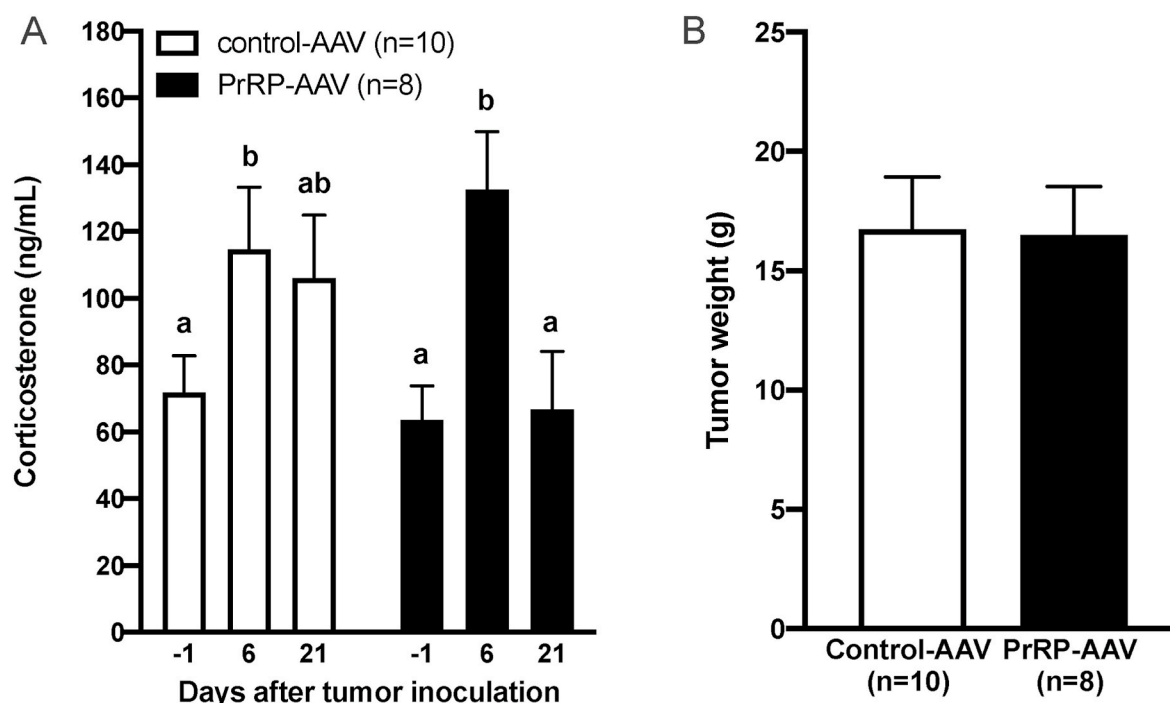 A
control-AAV (n=10)
PrRP-AAV (n=8)
Corticosterone (ng/mL)
180
160
140
120
100
80
60
40
20
0
a
b
ab
a
b
a
-1 6 21 -1 6 21
Days after tumor inoculation
B
Tumor weight (g)
25
20
15
10
5
0
Control-AAV PrRP-AAV
(n=10) (n=8)